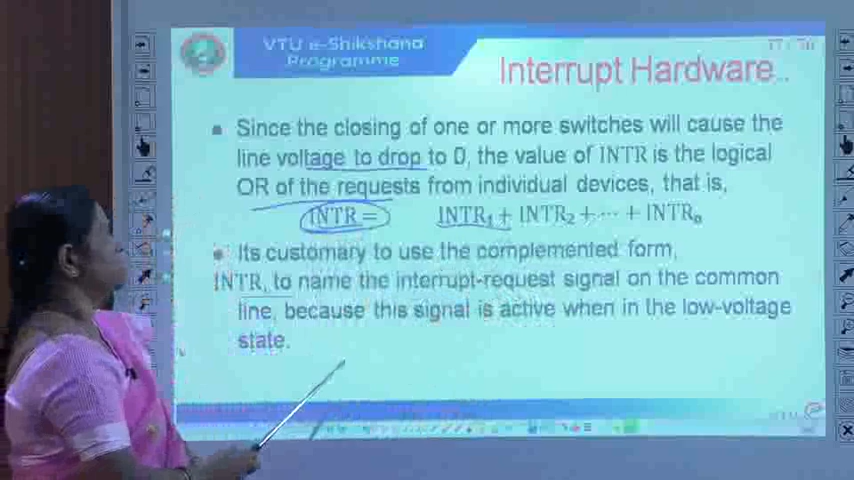 VTU e-Shikshana
Programme
Interrupt Hardware..
Since the closing of one or more switches will cause the
line voltage to drop to 0, the value of INTR is the logical
OR of the requests from individual devices, that is,
INTR = INTR₁ + INTR₂ + ··· + INTRₙ
Its customary to use the complemented form,
INTR, to name the interrupt-request signal on the common
line, because this signal is active when in the low-voltage
state.